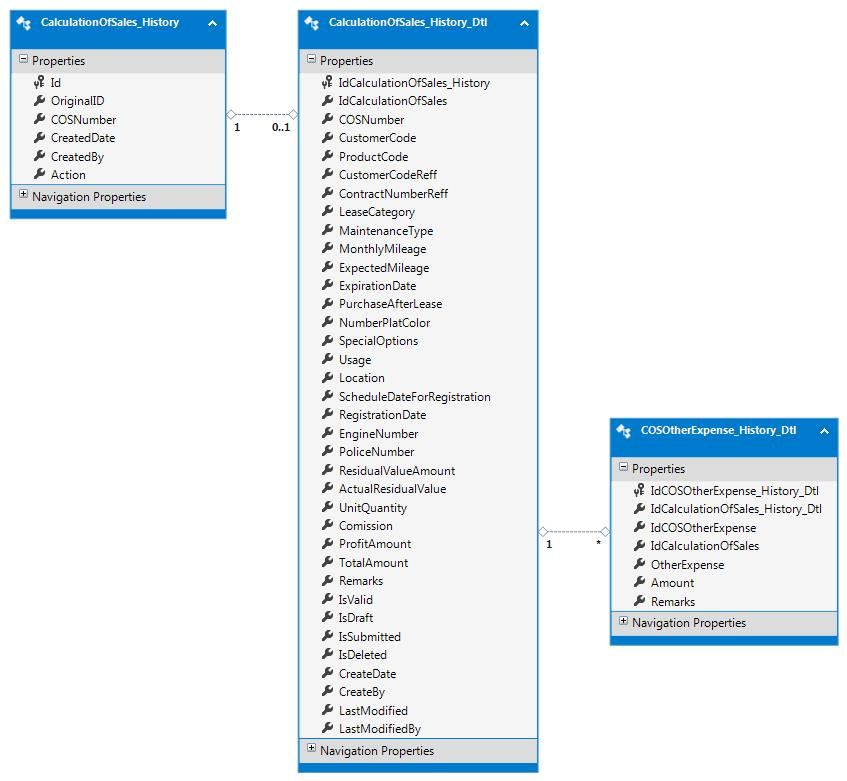 CalculationOfSales_History
Properties
Id
OriginalID
COSNumber
CreatedDate
CreatedBy
Action
Navigation Properties
1
0..1
CalculationOfSales_History_Dtl
Properties
IdCalculationOfSales_History
IdCalculationOfSales
COSNumber
CustomerCode
ProductCode
CustomerCodeReff
ContractNumberReff
LeaseCategory
MaintenanceType
MonthlyMileage
ExpectedMileage
ExpirationDate
PurchaseAfterLease
NumberPlatColor
SpecialOptions
Usage
Location
ScheduleDateForRegistration
RegistrationDate
EngineNumber
PoliceNumber
ResidualValueAmount
ActualResidualValue
UnitQuantity
Comission
ProfitAmount
TotalAmount
Remarks
IsValid
IsDraft
IsSubmitted
IsDeleted
CreateDate
CreateBy
LastModified
LastModifiedBy
Navigation Properties
1
*
COSOtherExpense_History_Dtl
Properties
IdCOSOtherExpense_History_Dtl
IdCalculationOfSales_History_Dtl
IdCOSOtherExpense
IdCalculationOfSales
OtherExpense
Amount
Remarks
Navigation Properties